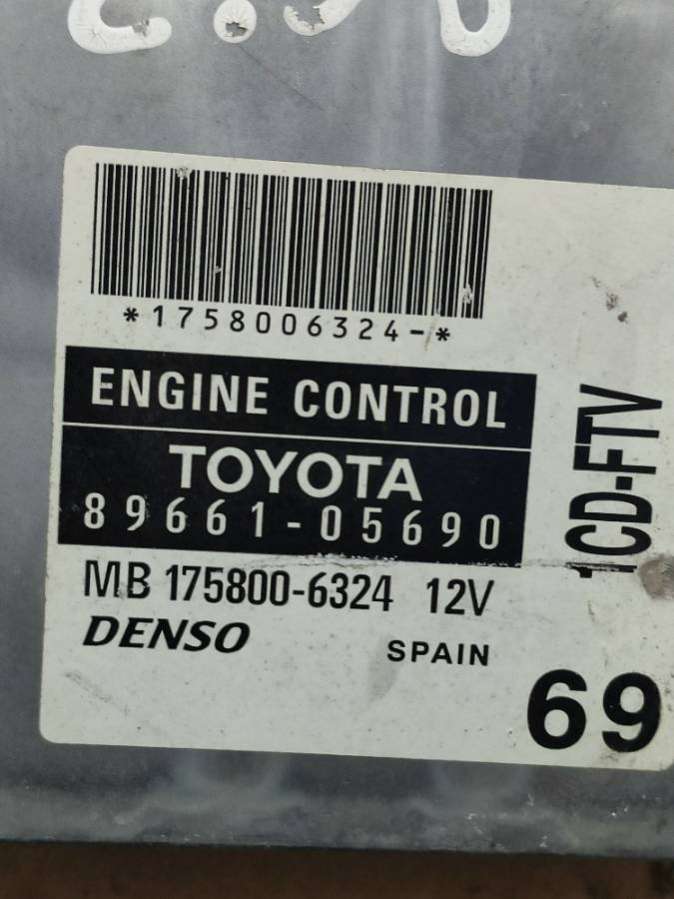 *1758006324-*
ENGINE CONTROL
TOYOTA
89661-05690
MB 175800-6324 12V
DENSO SPAIN
1CD-FTV
69